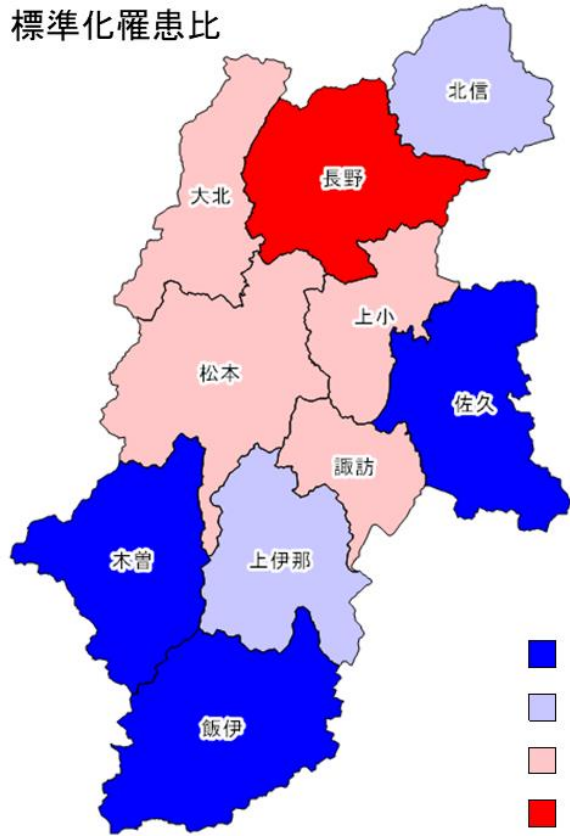 標準化罹患比
北信
長野
大北
上小
松本
佐久
諏訪
木曽
上伊那
飯伊